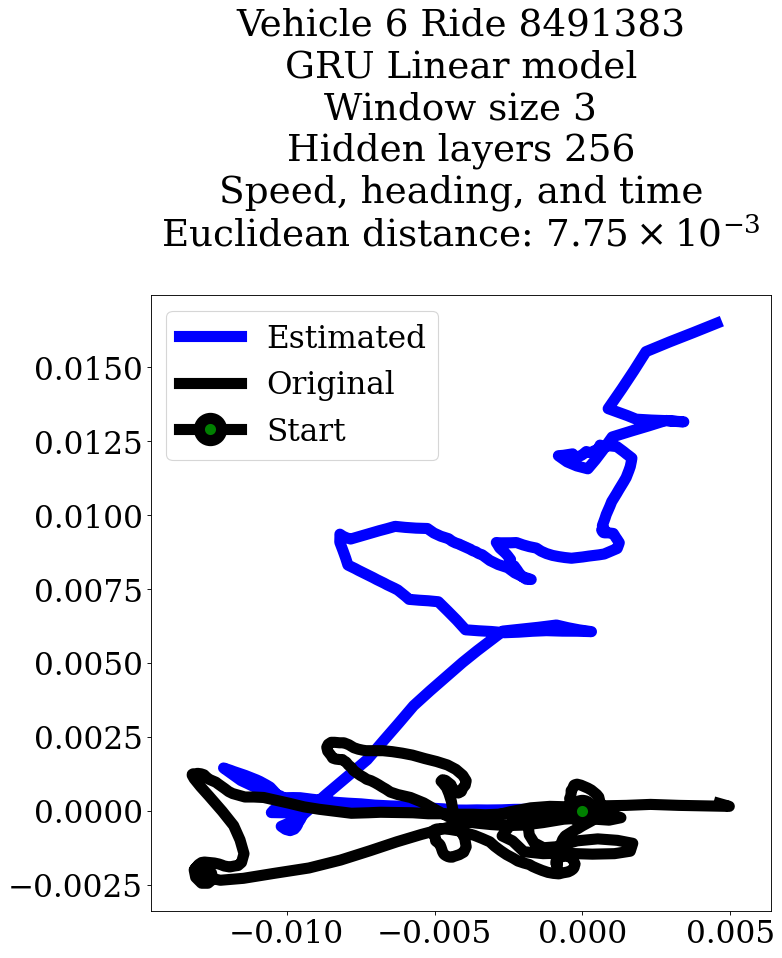 Vehicle 6 Ride 8491383
GRU Linear model
Window size 3
Hidden layers 256
Speed, heading, and time
Euclidean distance: 7.75 × 10⁻³
Estimated
Original
Start
0.0150
0.0125
0.0100
0.0075
0.0050
0.0025
0.0000
−0.0025
−0.010 −0.005 0.000 0.005